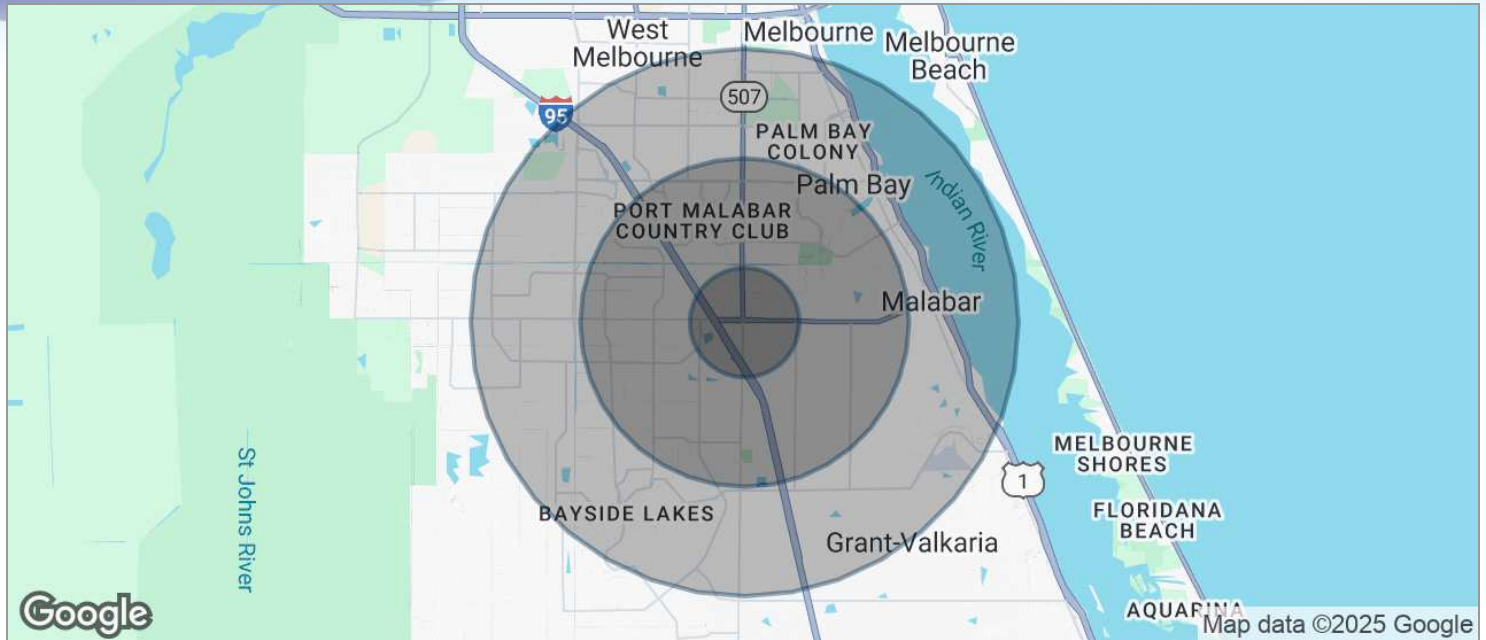 West
Melbourne
Melbourne
Melbourne
Beach
95
507
PALM BAY
COLONY
Palm Bay
Indian River
PORT MALABAR
COUNTRY CLUB
Malabar
St Johns River
MELBOURNE
SHORES
1
BAYSIDE LAKES
FLORIDANA
BEACH
Grant-Valkaria
AQUARINA
Google
Map data ©2025 Google